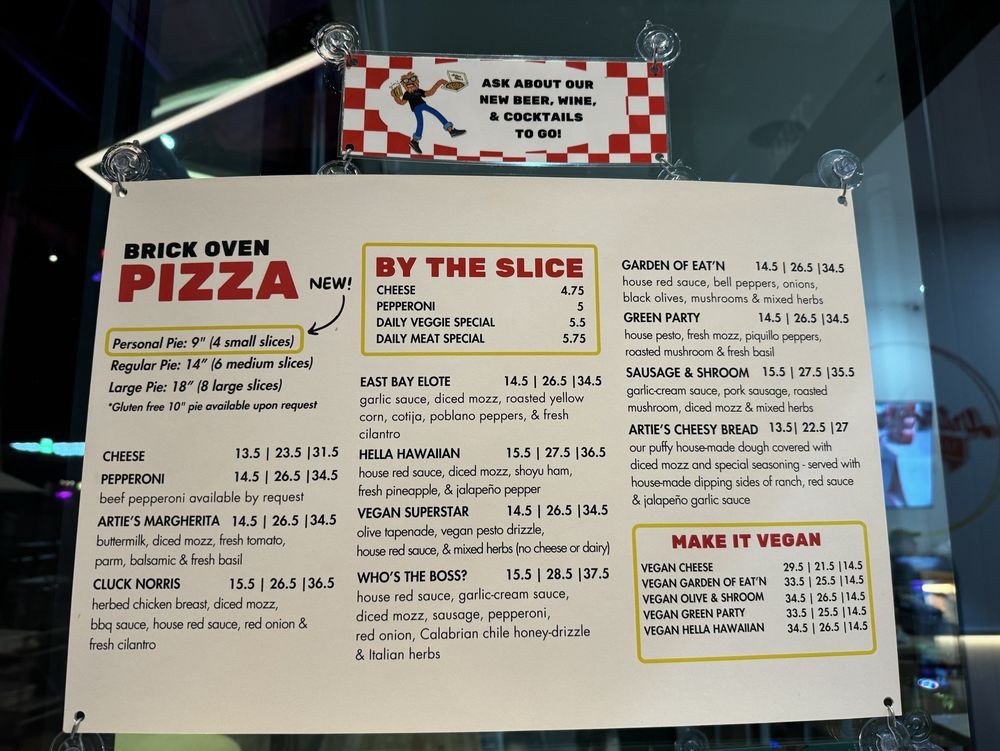 ASK ABOUT OUR
NEW BEER, WINE,
& COCKTAILS
TO GO!
BRICK OVEN
PIZZA
NEW!
Personal Pie: 9" (4 small slices)
Regular Pie: 14" (6 medium slices)
Large Pie: 18" (8 large slices)
*Gluten free 10" pie available upon request
CHEESE 13.5 | 23.5 |31.5
PEPPERONI 14.5 | 26.5 |34.5
beef pepperoni available by request
ARTIE'S MARGHERITA 14.5 | 26.5 |34.5
buttermilk, diced mozz, fresh tomato,
parm, balsamic & fresh basil
CLUCK NORRIS 15.5 | 26.5 |36.5
herbed chicken breast, diced mozz,
bbq sauce, house red sauce, red onion &
fresh cilantro
BY THE SLICE
CHEESE 4.75
PEPPERONI 5
DAILY VEGGIE SPECIAL 5.5
DAILY MEAT SPECIAL 5.75
EAST BAY ELOTE 14.5 | 26.5 |34.5
garlic sauce, diced mozz, roasted yellow
corn, cotija, poblano peppers, & fresh
cilantro
HELLA HAWAIIAN 15.5 | 27.5 |36.5
house red sauce, diced mozz, shoyu ham,
fresh pineapple, & jalapeño pepper
VEGAN SUPERSTAR 14.5 | 26.5 |34.5
olive tapenade, vegan pesto drizzle,
house red sauce, & mixed herbs (no cheese or dairy)
WHO'S THE BOSS? 15.5 | 28.5 |37.5
house red sauce, garlic-cream sauce,
diced mozz, sausage, pepperoni,
red onion, Calabrian chile honey-drizzle
& Italian herbs
GARDEN OF EAT'N 14.5 | 26.5 |34.5
house red sauce, bell peppers, onions,
black olives, mushrooms & mixed herbs
GREEN PARTY 14.5 | 26.5 |34.5
house pesto, fresh mozz, piquillo peppers,
roasted mushroom & fresh basil
SAUSAGE & SHROOM 15.5 | 27.5 |35.5
garlic-cream sauce, pork sausage, roasted
mushroom, diced mozz & mixed herbs
ARTIE'S CHEESY BREAD 13.5| 22.5 |27
our puffy house-made dough covered with
diced mozz and special seasoning - served with
house-made dipping sides of ranch, red sauce
& jalapeño garlic sauce
MAKE IT VEGAN
VEGAN CHEESE 29.5 | 21.5 |14.5
VEGAN GARDEN OF EAT'N 33.5 | 25.5 |14.5
VEGAN OLIVE & SHROOM 34.5 | 26.5 |14.5
VEGAN GREEN PARTY 33.5 | 25.5 |14.5
VEGAN HELLA HAWAIIAN 34.5 | 26.5 |14.5